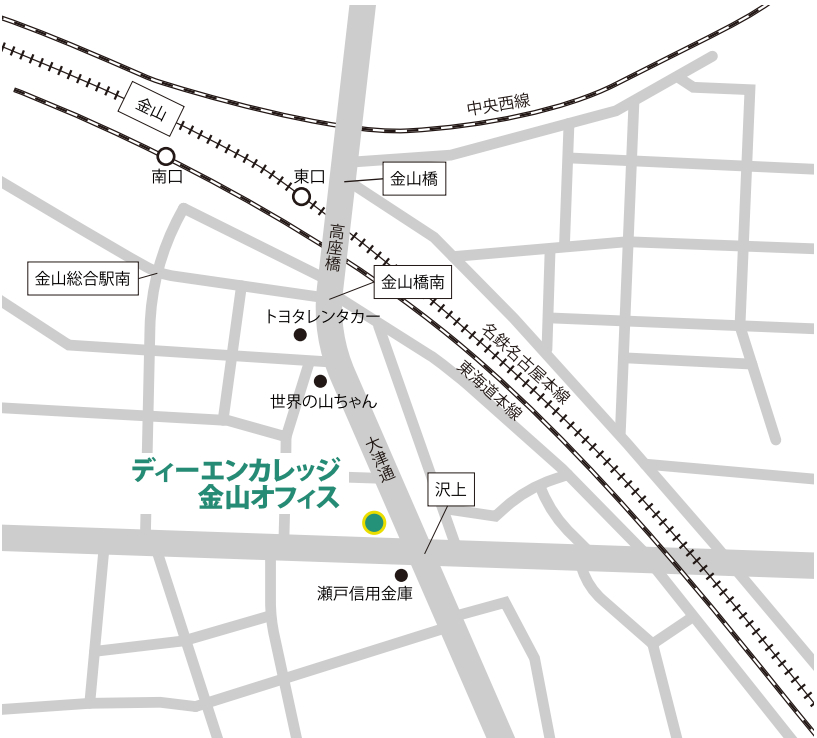 中央西線
金山
南口
東口
金山橋
高座橋
金山総合駅南
金山橋南
トヨタレンタカー
名鉄名古屋本線
東海道本線
世界の山ちゃん
大津通
ディーエンカレッジ
金山オフィス
沢上
瀬戸信用金庫